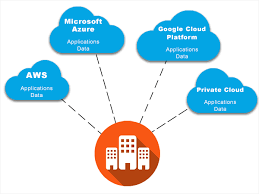 Microsoft
Azure
Applications
Data
Google Cloud
Platform
Applications
Data
AWS
Applications
Data
Private Cloud
Applications
Data